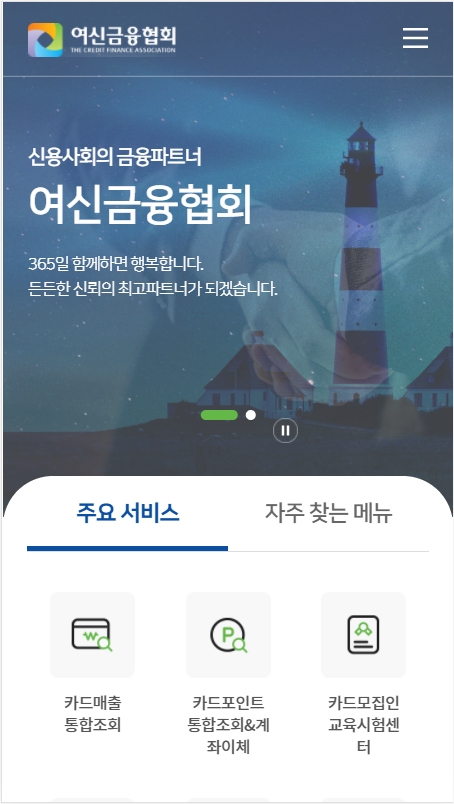 여신금융협회
THE CREDIT FINANCE ASSOCIATION
신용사회의 금융파트너
여신금융협회
365일 함께하면 행복합니다.
든든한 신뢰의 최고파트너가 되겠습니다.
주요 서비스
자주 찾는 메뉴
카드매출
통합조회
카드포인트
통합조회&계
좌이체
카드모집인
교육시험센
터